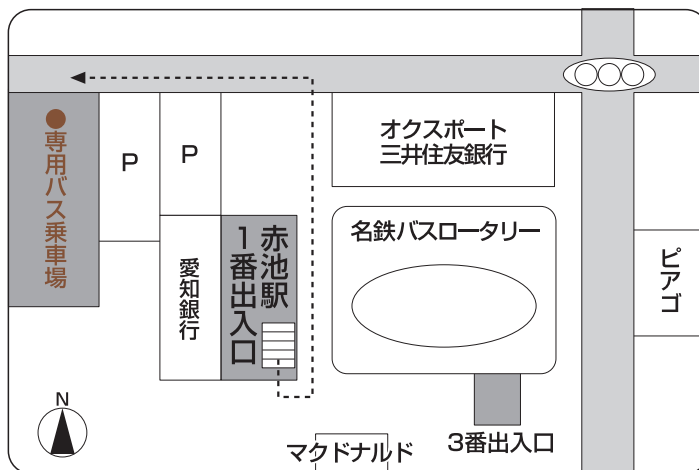 ●専用バス乗車場
P
P
愛知銀行
赤池駅
1番出入口
オクスポート
三井住友銀行
名鉄バスロータリー
ピアゴ
3番出入口
マクドナルド
N